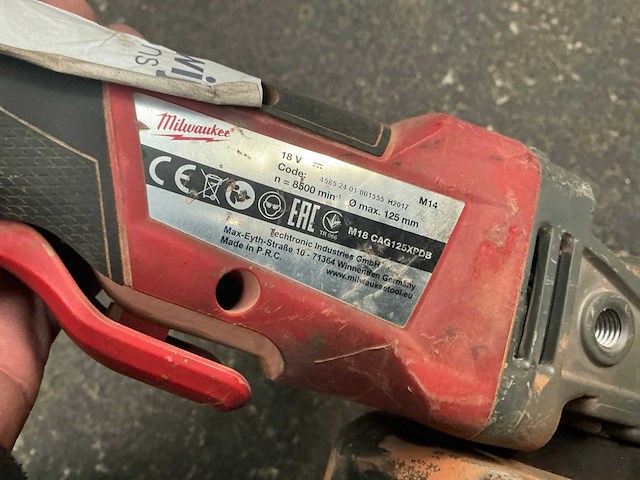 Milwaukee®
18 V ⎓
Code:
4585 24 01 001555 H2017 M14
n = 8500 min⁻¹ Ø max. 125 mm
CE EAC M18 CAG125XPDB
Techtronic Industries GmbH
Max-Eyth-Straße 10 - 71364 Winnenden Germany
Made in P.R.C. www.milwaukeetool.eu